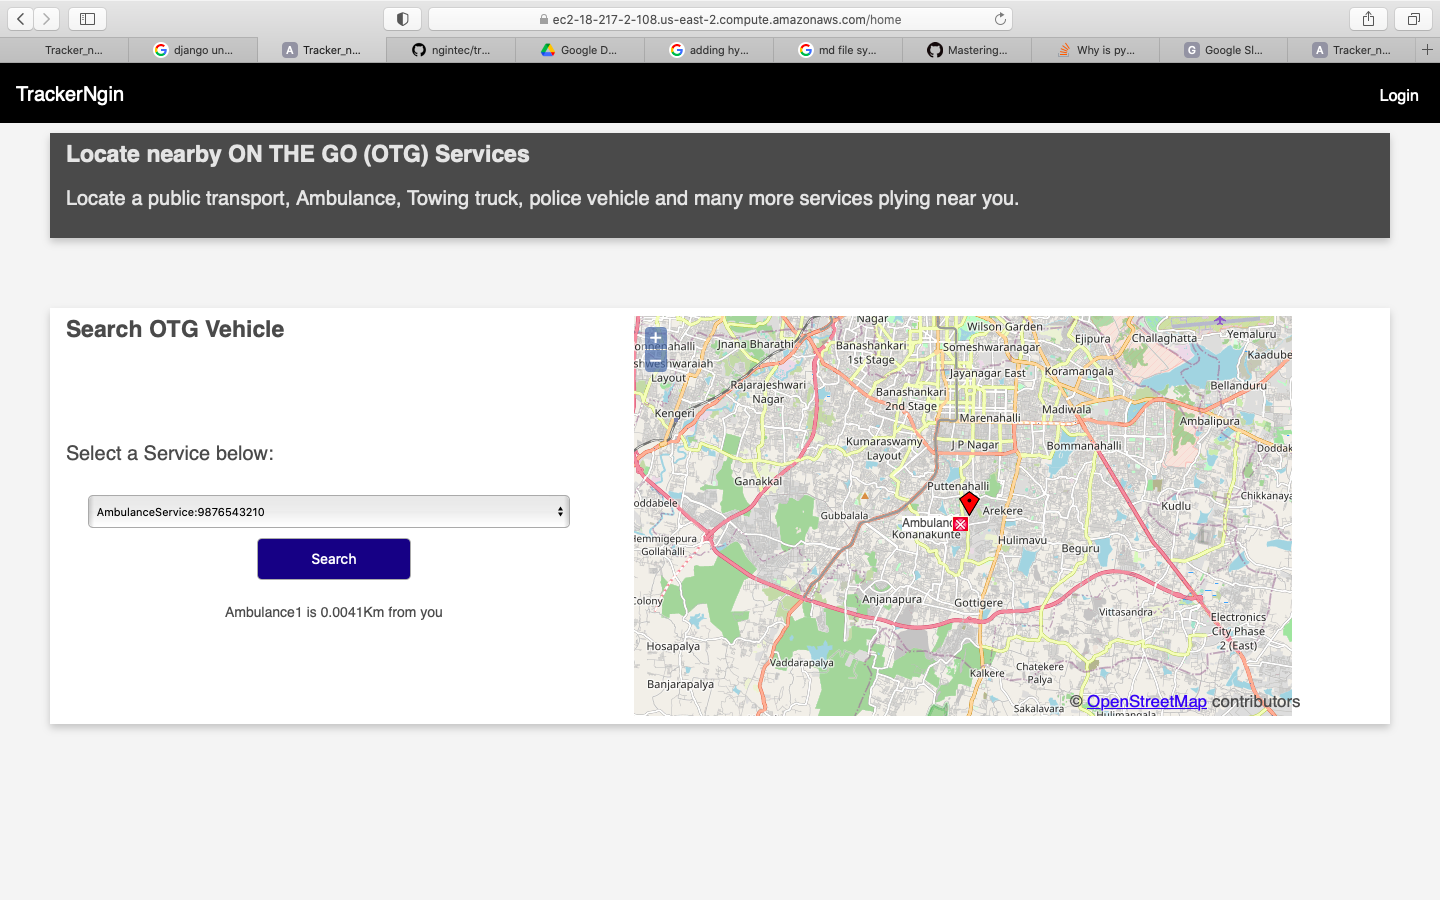 ec2-18-217-2-108.us-east-2.compute.amazonaws.com/home
Tracker_n...
django un...
A Tracker_n...
ngintec/tr...
Google D...
adding hy...
md file sy...
Mastering...
Why is py...
G Google Sl...
A Tracker_n...
TrackerNgin
Login
Locate nearby ON THE GO (OTG) Services
Locate a public transport, Ambulance, Towing truck, police vehicle and many more services plying near you.
Search OTG Vehicle
Select a Service below:
AmbulanceService:9876543210
Search
Ambulance1 is 0.0041Km from you
+
−
Nagar
Wilson Garden
Jnana Bharathi
Banashankari
1st Stage
Someshwaranagar
Ejipura
Challaghatta
Yemaluru
Kaadube
Layout
Rajarajeshwari
Nagar
Jayanagar East
Koramangala
Bellanduru
Kengeri
Banashankari
2nd Stage
Marenahalli
Madiwala
Ambalipura
Kumaraswamy
Layout
J P Nagar
Bommanahalli
Doddak
Ganakkal
Puttenahalli
Chikkanaya
oddabele
Gubbalala
Arekere
Kudlu
Ambulanc
Konanakunte
Hulimavu
Beguru
Hemmigepura
Gollahalli
Colony
Anjanapura
Gottigere
Vittasandra
Electronics
City Phase
2 (East)
Hosapalya
Vaddarapalya
Kalkere
Chatekere
Palya
Banjarapalya
Sakalavara
Hulimangala
© OpenStreetMap contributors